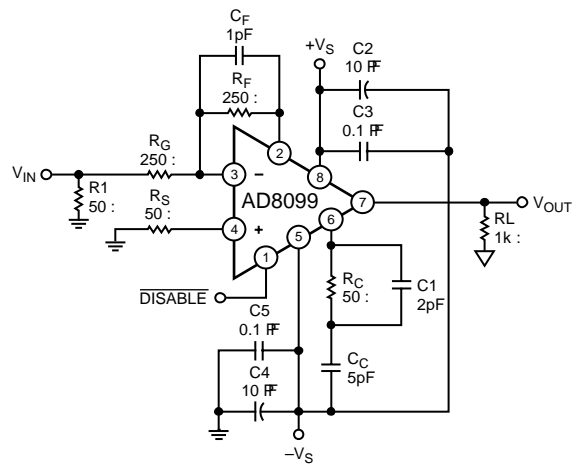 C_F
1pF
R_F
250 :
+V_S
C2
10 PF
C3
0.1 PF
V_IN
R_G
250 :
R1
50 :
R_S
50 :
2
3
–
8
AD8099
7
4
+
6
5
1
V_OUT
RL
1k :
DISABLE
R_C
50 :
C1
2pF
C5
0.1 PF
C4
10 PF
C_C
5pF
–V_S